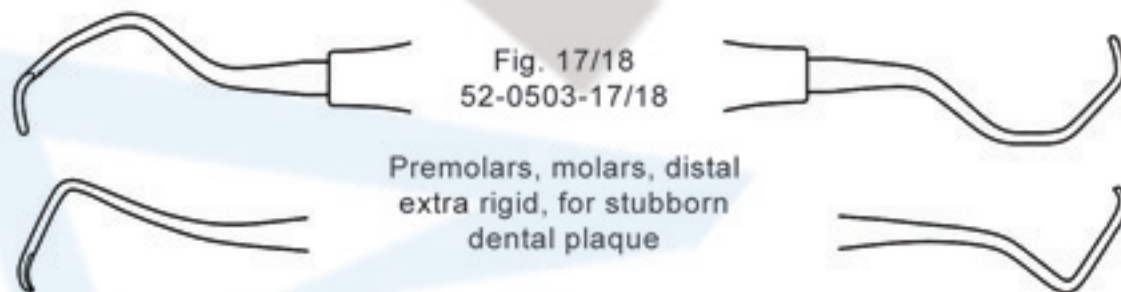 Fig. 17/18
52-0503-17/18
Premolars, molars, distal
extra rigid, for stubborn
dental plaque